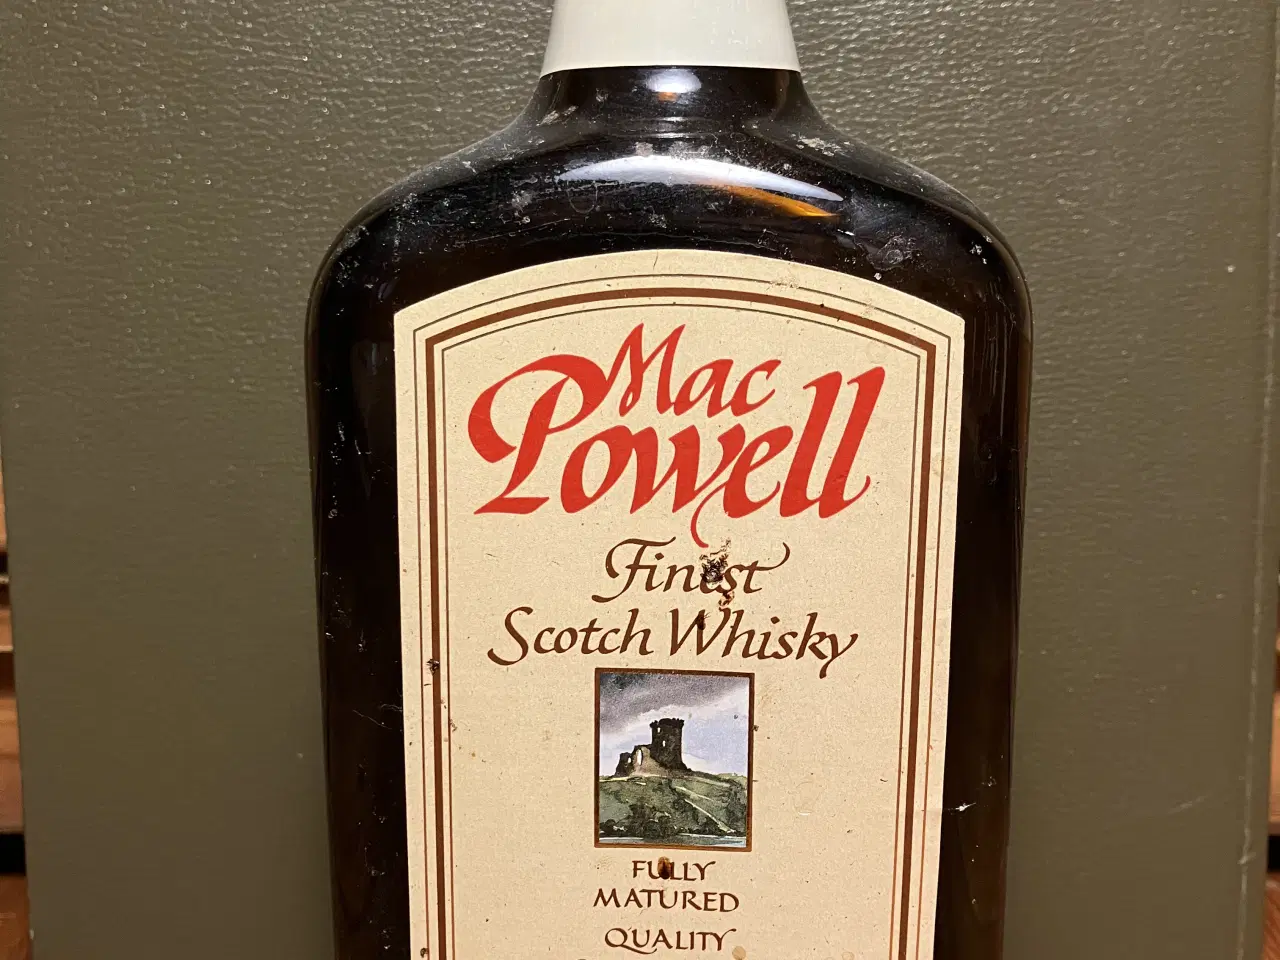 Mac
Powell
Finest
Scotch Whisky
FULLY
MATURED
QUALITY